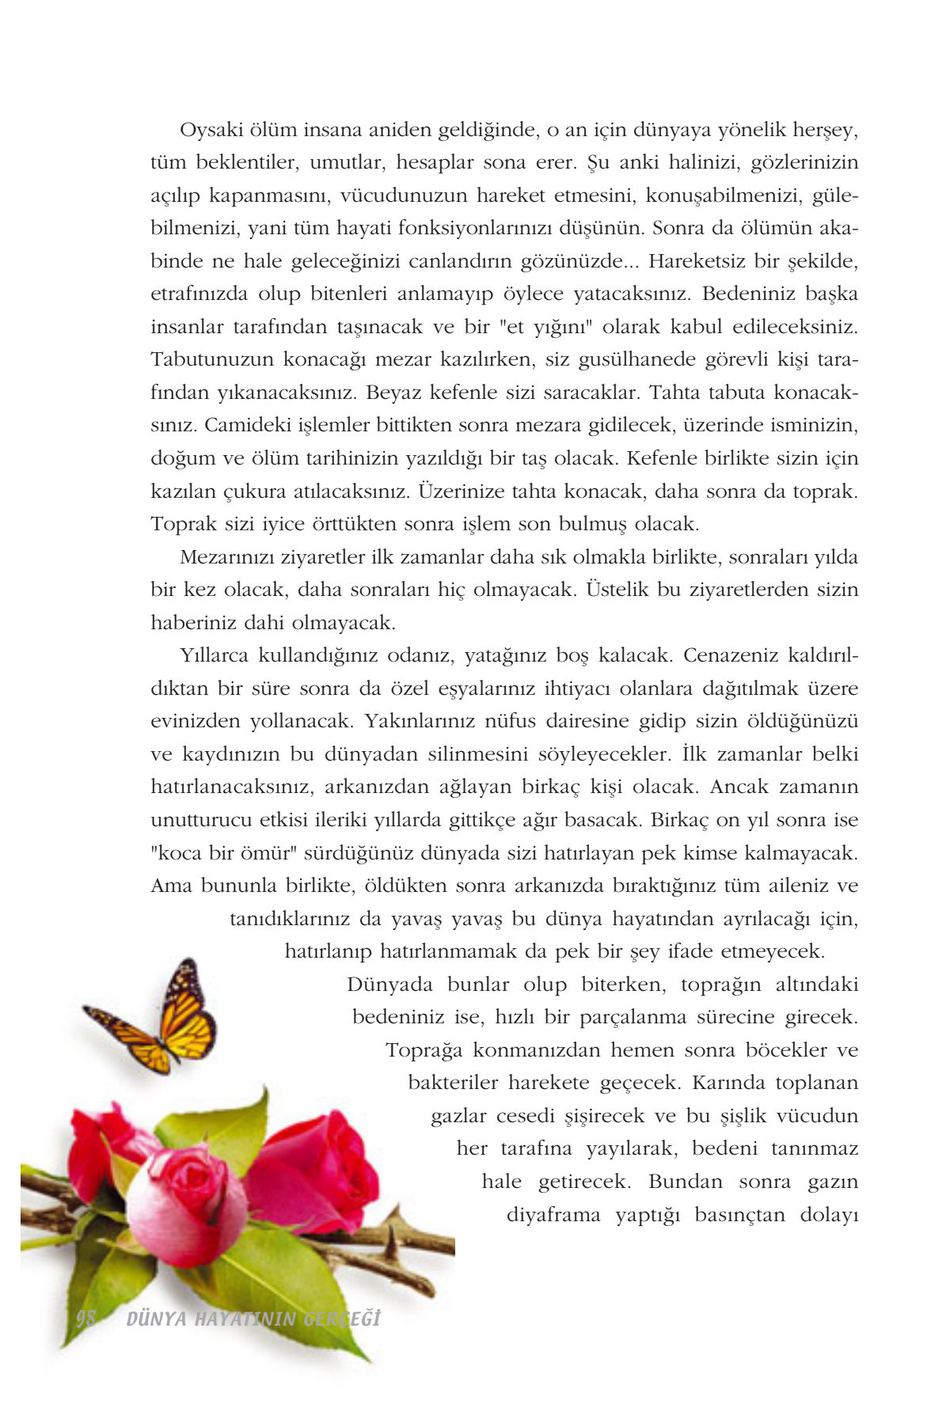 Oysaki ölüm insana aniden geldiğinde, o an için dünyaya yönelik herşey,
tüm beklentiler, umutlar, hesaplar sona erer. Şu anki halinizi, gözlerinizin
açılıp kapanmasını, vücudunuzun hareket etmesini, konuşabilmenizi, güle-
bilmenizi, yani tüm hayati fonksiyonlarınızı düşünün. Sonra da ölümün aka-
binde ne hale geleceğinizi canlandırın gözünüzde... Hareketsiz bir şekilde,
etrafınızda olup bitenleri anlamayıp öylece yatacaksınız. Bedeniniz başka
insanlar tarafından taşınacak ve bir "et yığını" olarak kabul edileceksiniz.
Tabutunuzun konacağı mezar kazılırken, siz gusülhanede görevli kişi tara-
fından yıkanacaksınız. Beyaz kefenle sizi saracaklar. Tahta tabuta konacak-
sınız. Camideki işlemler bittikten sonra mezara gidilecek, üzerinde isminizin,
doğum ve ölüm tarihinizin yazıldığı bir taş olacak. Kefenle birlikte sizin için
kazılan çukura atılacaksınız. Üzerinize tahta konacak, daha sonra da toprak.
Toprak sizi iyice örttükten sonra işlem son bulmuş olacak.
Mezarınızı ziyaretler ilk zamanlar daha sık olmakla birlikte, sonraları yılda
bir kez olacak, daha sonraları hiç olmayacak. Üstelik bu ziyaretlerden sizin
haberiniz dahi olmayacak.
Yıllarca kullandığınız odanız, yatağınız boş kalacak. Cenazeniz kaldırıl-
dıktan bir süre sonra da özel eşyalarınız ihtiyacı olanlara dağıtılmak üzere
evinizden yollanacak. Yakınlarınız nüfus dairesine gidip sizin öldüğünüzü
ve kaydınızın bu dünyadan silinmesini söyleyecekler. İlk zamanlar belki
hatırlanacaksınız, arkanızdan ağlayan birkaç kişi olacak. Ancak zamanın
unutturucu etkisi ileriki yıllarda gittikçe ağır basacak. Birkaç on yıl sonra ise
"koca bir ömür" sürdüğünüz dünyada sizi hatırlayan pek kimse kalmayacak.
Ama bununla birlikte, öldükten sonra arkanızda bıraktığınız tüm aileniz ve
tanıdıklarınız da yavaş yavaş bu dünya hayatından ayrılacağı için,
hatırlanıp hatırlanmamak da pek bir şey ifade etmeyecek.
Dünyada bunlar olup biterken, toprağın altındaki
bedeniniz ise, hızlı bir parçalanma sürecine girecek.
Toprağa konmanızdan hemen sonra böcekler ve
bakteriler harekete geçecek. Karında toplanan
gazlar cesedi şişirecek ve bu şişlik vücudun
her tarafına yayılarak, bedeni tanınmaz
hale getirecek. Bundan sonra gazın
diyaframa yaptığı basınçtan dolayı
98 DÜNYA HAYATININ GERÇEĞİ